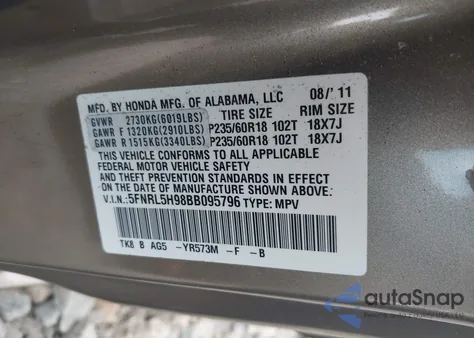 MFD. BY HONDA MFG. OF ALABAMA, LLC 08/'11
GVWR 2730KG(6019LBS) TIRE SIZE RIM SIZE
GAWR F 1320KG(2910LBS) P235/60R18 102T 18X7J
GAWR R 1515KG(3340LBS) P235/60R18 102T 18X7J
THIS VEHICLE CONFORMS TO ALL APPLICABLE
FEDERAL MOTOR VEHICLE SAFETY
AND THEFT PREVENTION STANDARDS IN EFFECT
ON THE DATE OF MANUFACTURE SHOWN ABOVE.
V.I.N.: 5FNRL5H98BB095796 TYPE: MPV
TK8 B AG5 -YR573M -F -B
autoSnap